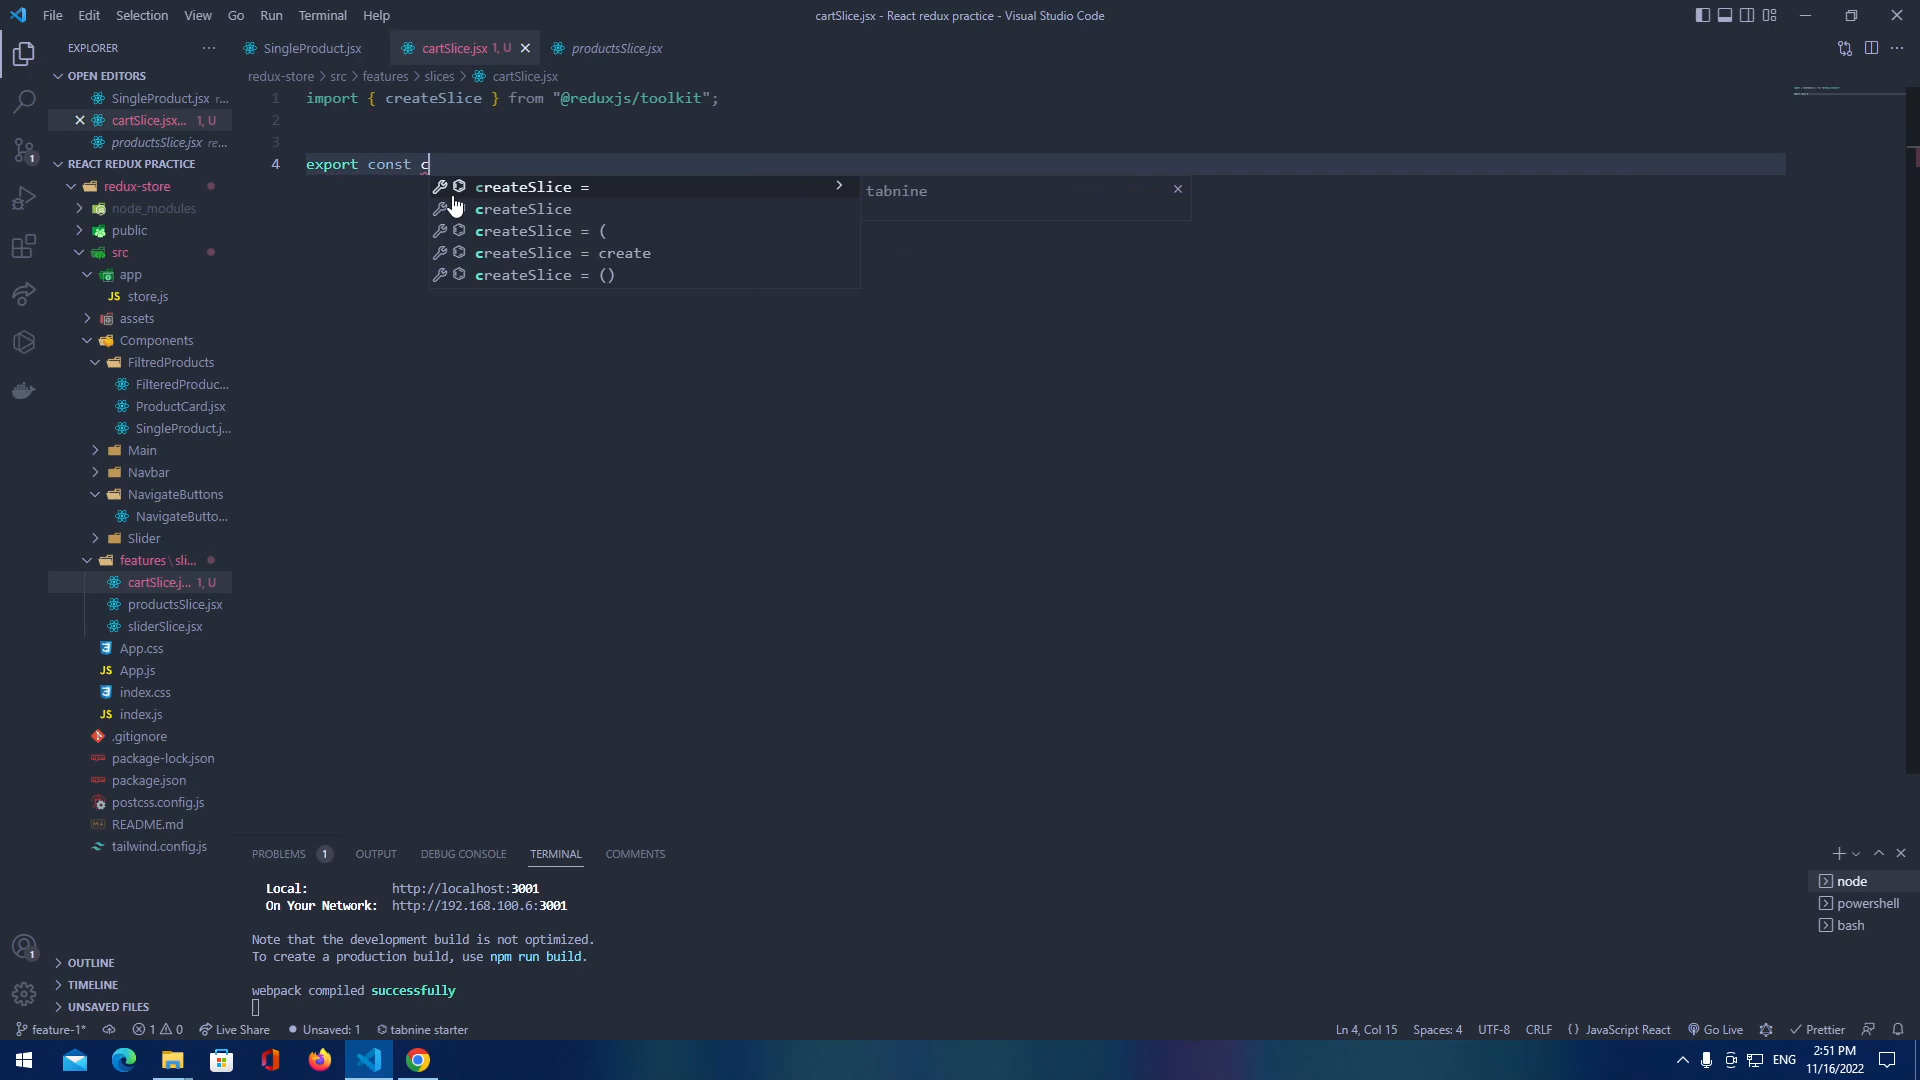 File Edit Selection View Go Run Terminal Help
cartSlice.jsx - React redux practice - Visual Studio Code
EXPLORER
SingleProduct.jsx
cartSlice.jsx 1, U
productsSlice.jsx
OPEN EDITORS
SingleProduct.jsx r...
cartSlice.jsx... 1, U
productsSlice.jsx re...
REACT REDUX PRACTICE
redux-store
node_modules
public
src
app
JS store.js
assets
Components
FiltredProducts
FilteredProduc...
ProductCard.jsx
SingleProduct.j...
Main
Navbar
NavigateButtons
NavigateButto...
Slider
features\sli...
cartSlice.j... 1, U
productsSlice.jsx
sliderSlice.jsx
App.css
JS App.js
index.css
JS index.js
.gitignore
package-lock.json
package.json
postcss.config.js
README.md
tailwind.config.js
OUTLINE
TIMELINE
UNSAVED FILES
redux-store > src > features > slices > cartSlice.jsx
1 import { createSlice } from "@reduxjs/toolkit";
2
3
4 export const c
createSlice =
createSlice
createSlice = (
createSlice = create
createSlice = ()
tabnine
PROBLEMS 1 OUTPUT DEBUG CONSOLE TERMINAL COMMENTS
Local: http://localhost:3001
On Your Network: http://192.168.100.6:3001
Note that the development build is not optimized.
To create a production build, use npm run build.
webpack compiled successfully
node
powershell
bash
feature-1* 1 0 Live Share Unsaved: 1 tabnine starter
Ln 4, Col 15 Spaces: 4 UTF-8 CRLF {} JavaScript React Go Live Prettier
ENG
2:51 PM
11/16/2022